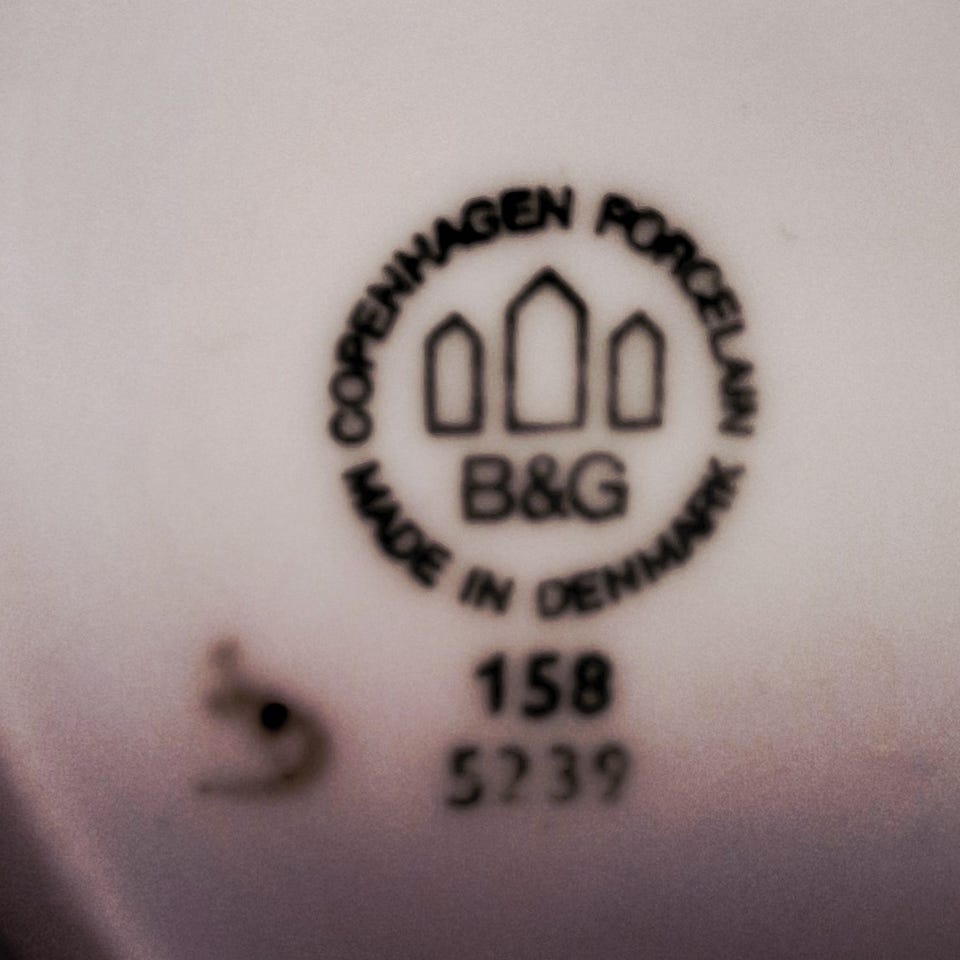 COPENHAGEN PORCELAIN
B&G
MADE IN DENMARK
158
5239